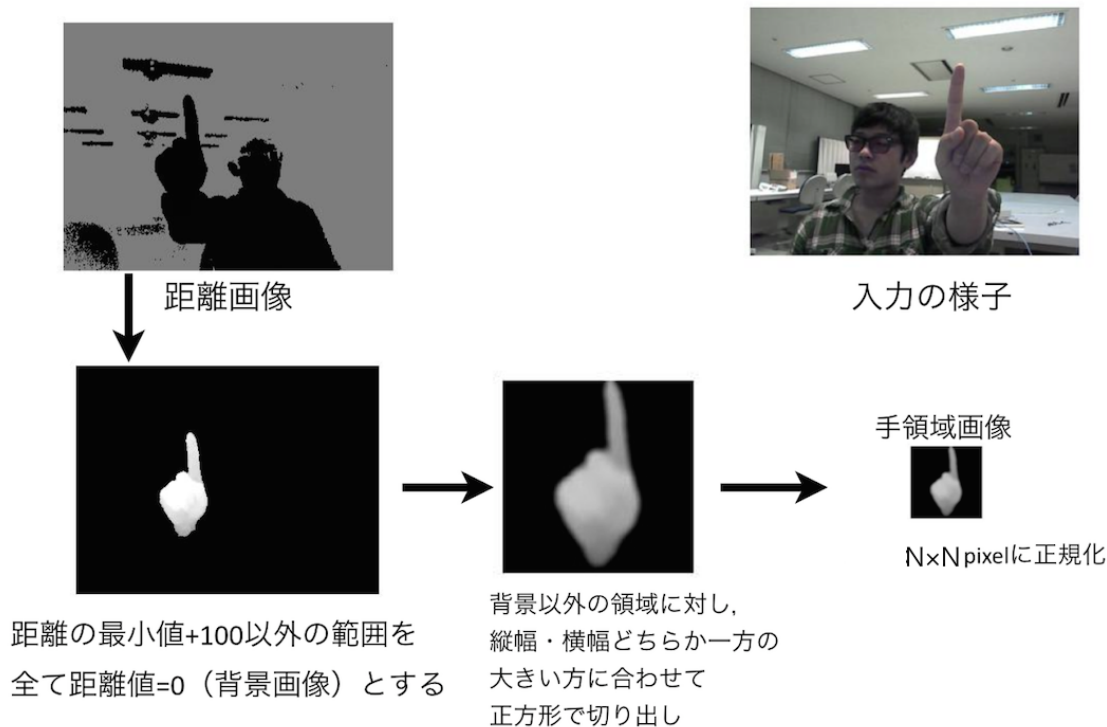 距離画像
入力の様子
手領域画像
N×N pixelに正規化
距離の最小値+100以外の範囲を
全て距離値=0（背景画像）とする
背景以外の領域に対し,
縦幅・横幅どちらか一方の
大きい方に合わせて
正方形で切り出し